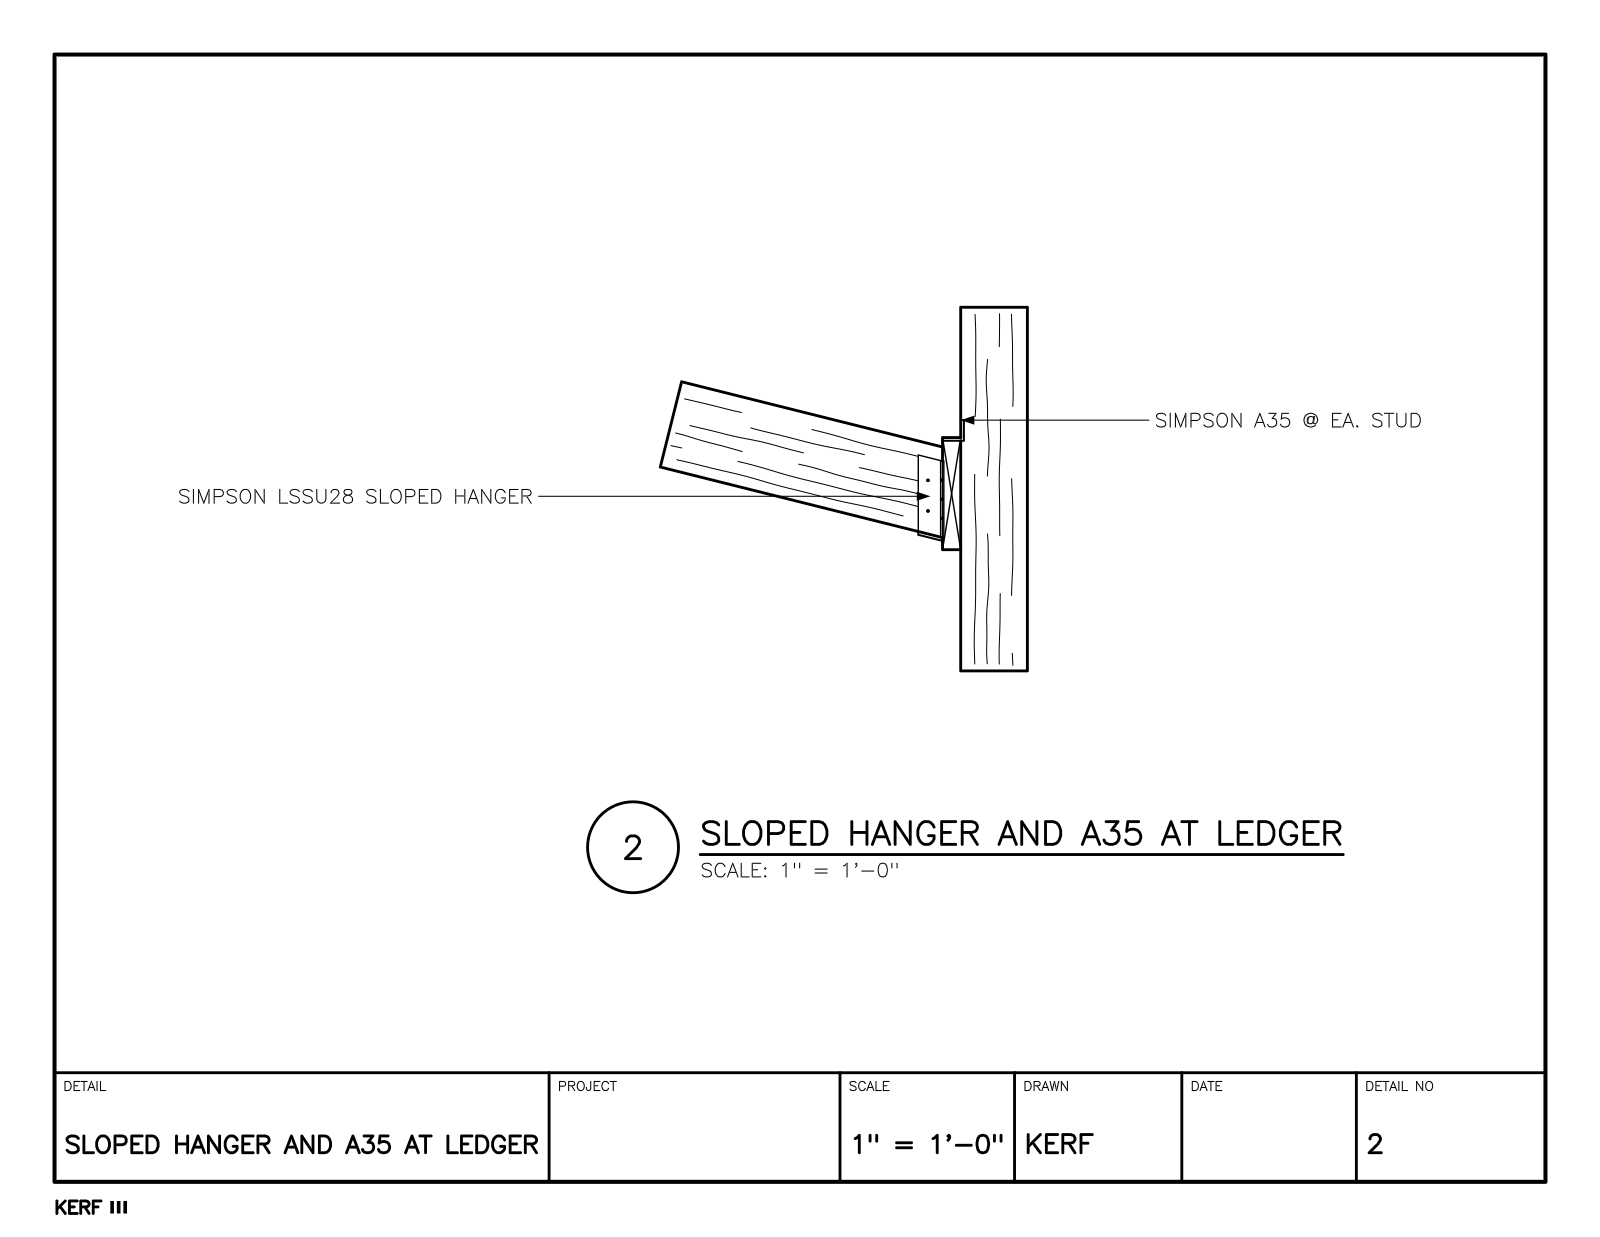 SIMPSON A35 @ EA. STUD
SIMPSON LSSU28 SLOPED HANGER
2
SLOPED HANGER AND A35 AT LEDGER
SCALE: 1" = 1'-0"
DETAIL
PROJECT
SCALE
DRAWN
DATE
DETAIL NO
SLOPED HANGER AND A35 AT LEDGER
1" = 1'-0"
KERF
2
KERF III